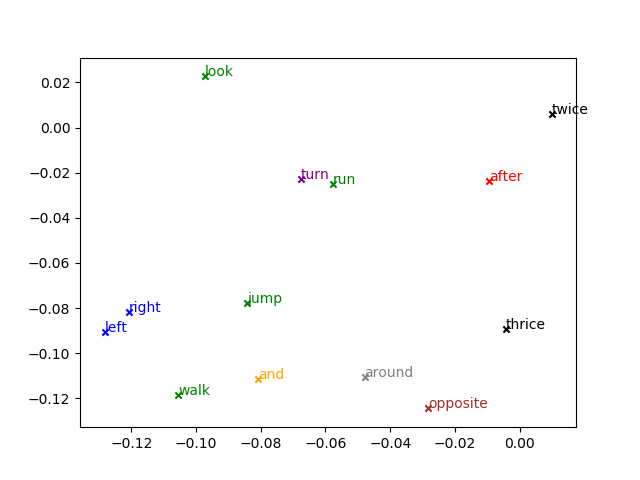 look
0.02
twice
0.00
turn
run
after
−0.02
−0.04
−0.06
jump
right
−0.08
left
thrice
−0.10
and
around
walk
opposite
−0.12
−0.12 −0.10 −0.08 −0.06 −0.04 −0.02 0.00